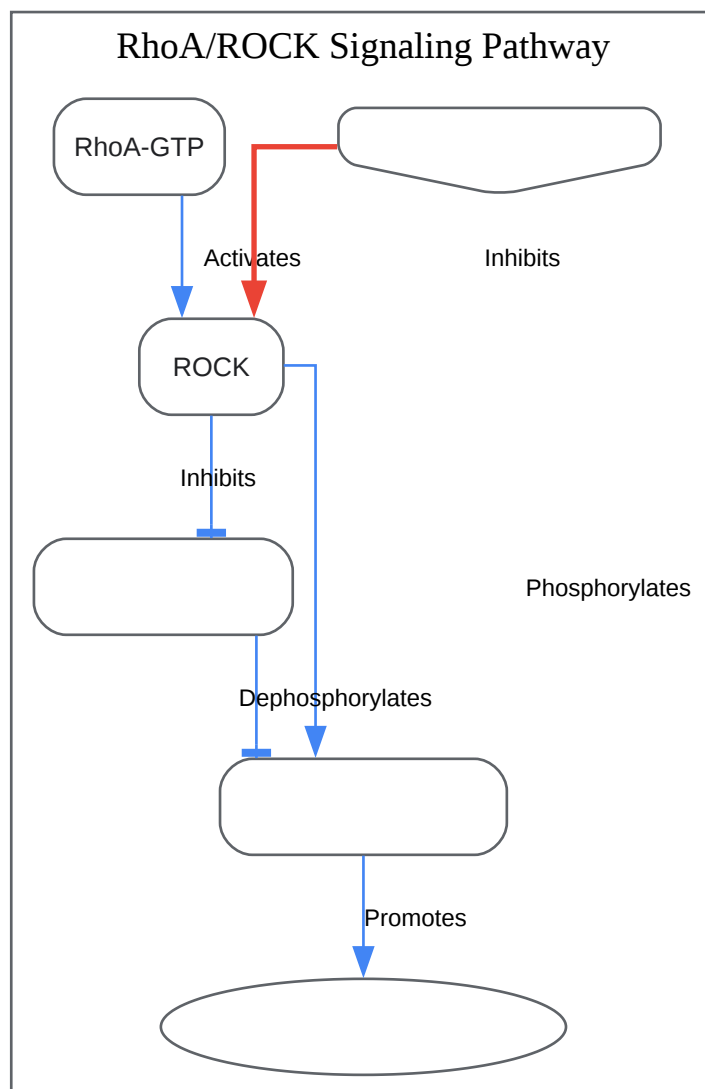 RhoA/ROCK Signaling Pathway
RhoA-GTP
Activates
Inhibits
ROCK
Inhibits
Phosphorylates
Dephosphorylates
Promotes